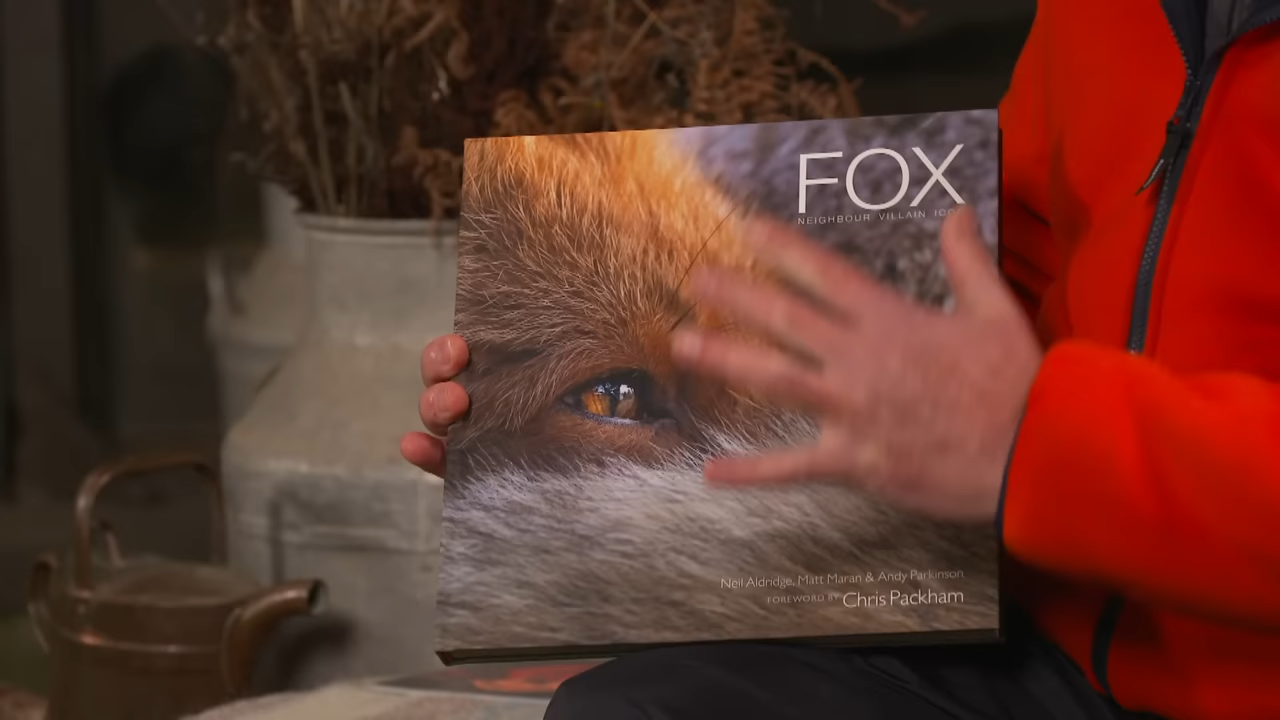 FOX
NEIGHBOUR VILLAIN
Neil Aldridge, Matt Maran & Andy Parkinson
FOREWORD BY Chris Packham